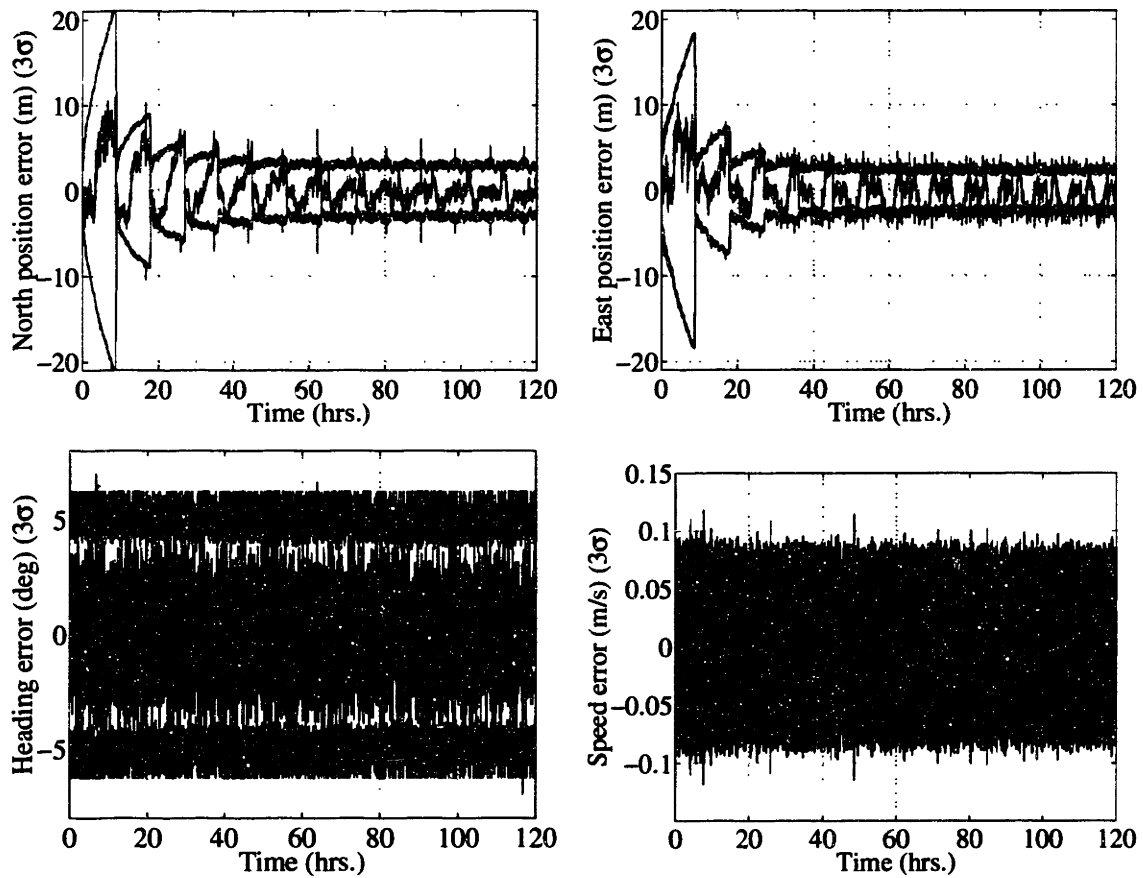 North position error (m) (3σ)
20
10
0
−10
−20
0 20 40 60 80 100 120
Time (hrs.)
East position error (m) (3σ)
20
10
0
−10
−20
0 20 40 60 80 100 120
Time (hrs.)
Heading error (deg) (3σ)
5
0
−5
0 20 40 60 80 100 120
Time (hrs.)
Speed error (m/s) (3σ)
0.15
0.1
0.05
0
−0.05
−0.1
0 20 40 60 80 100 120
Time (hrs.)